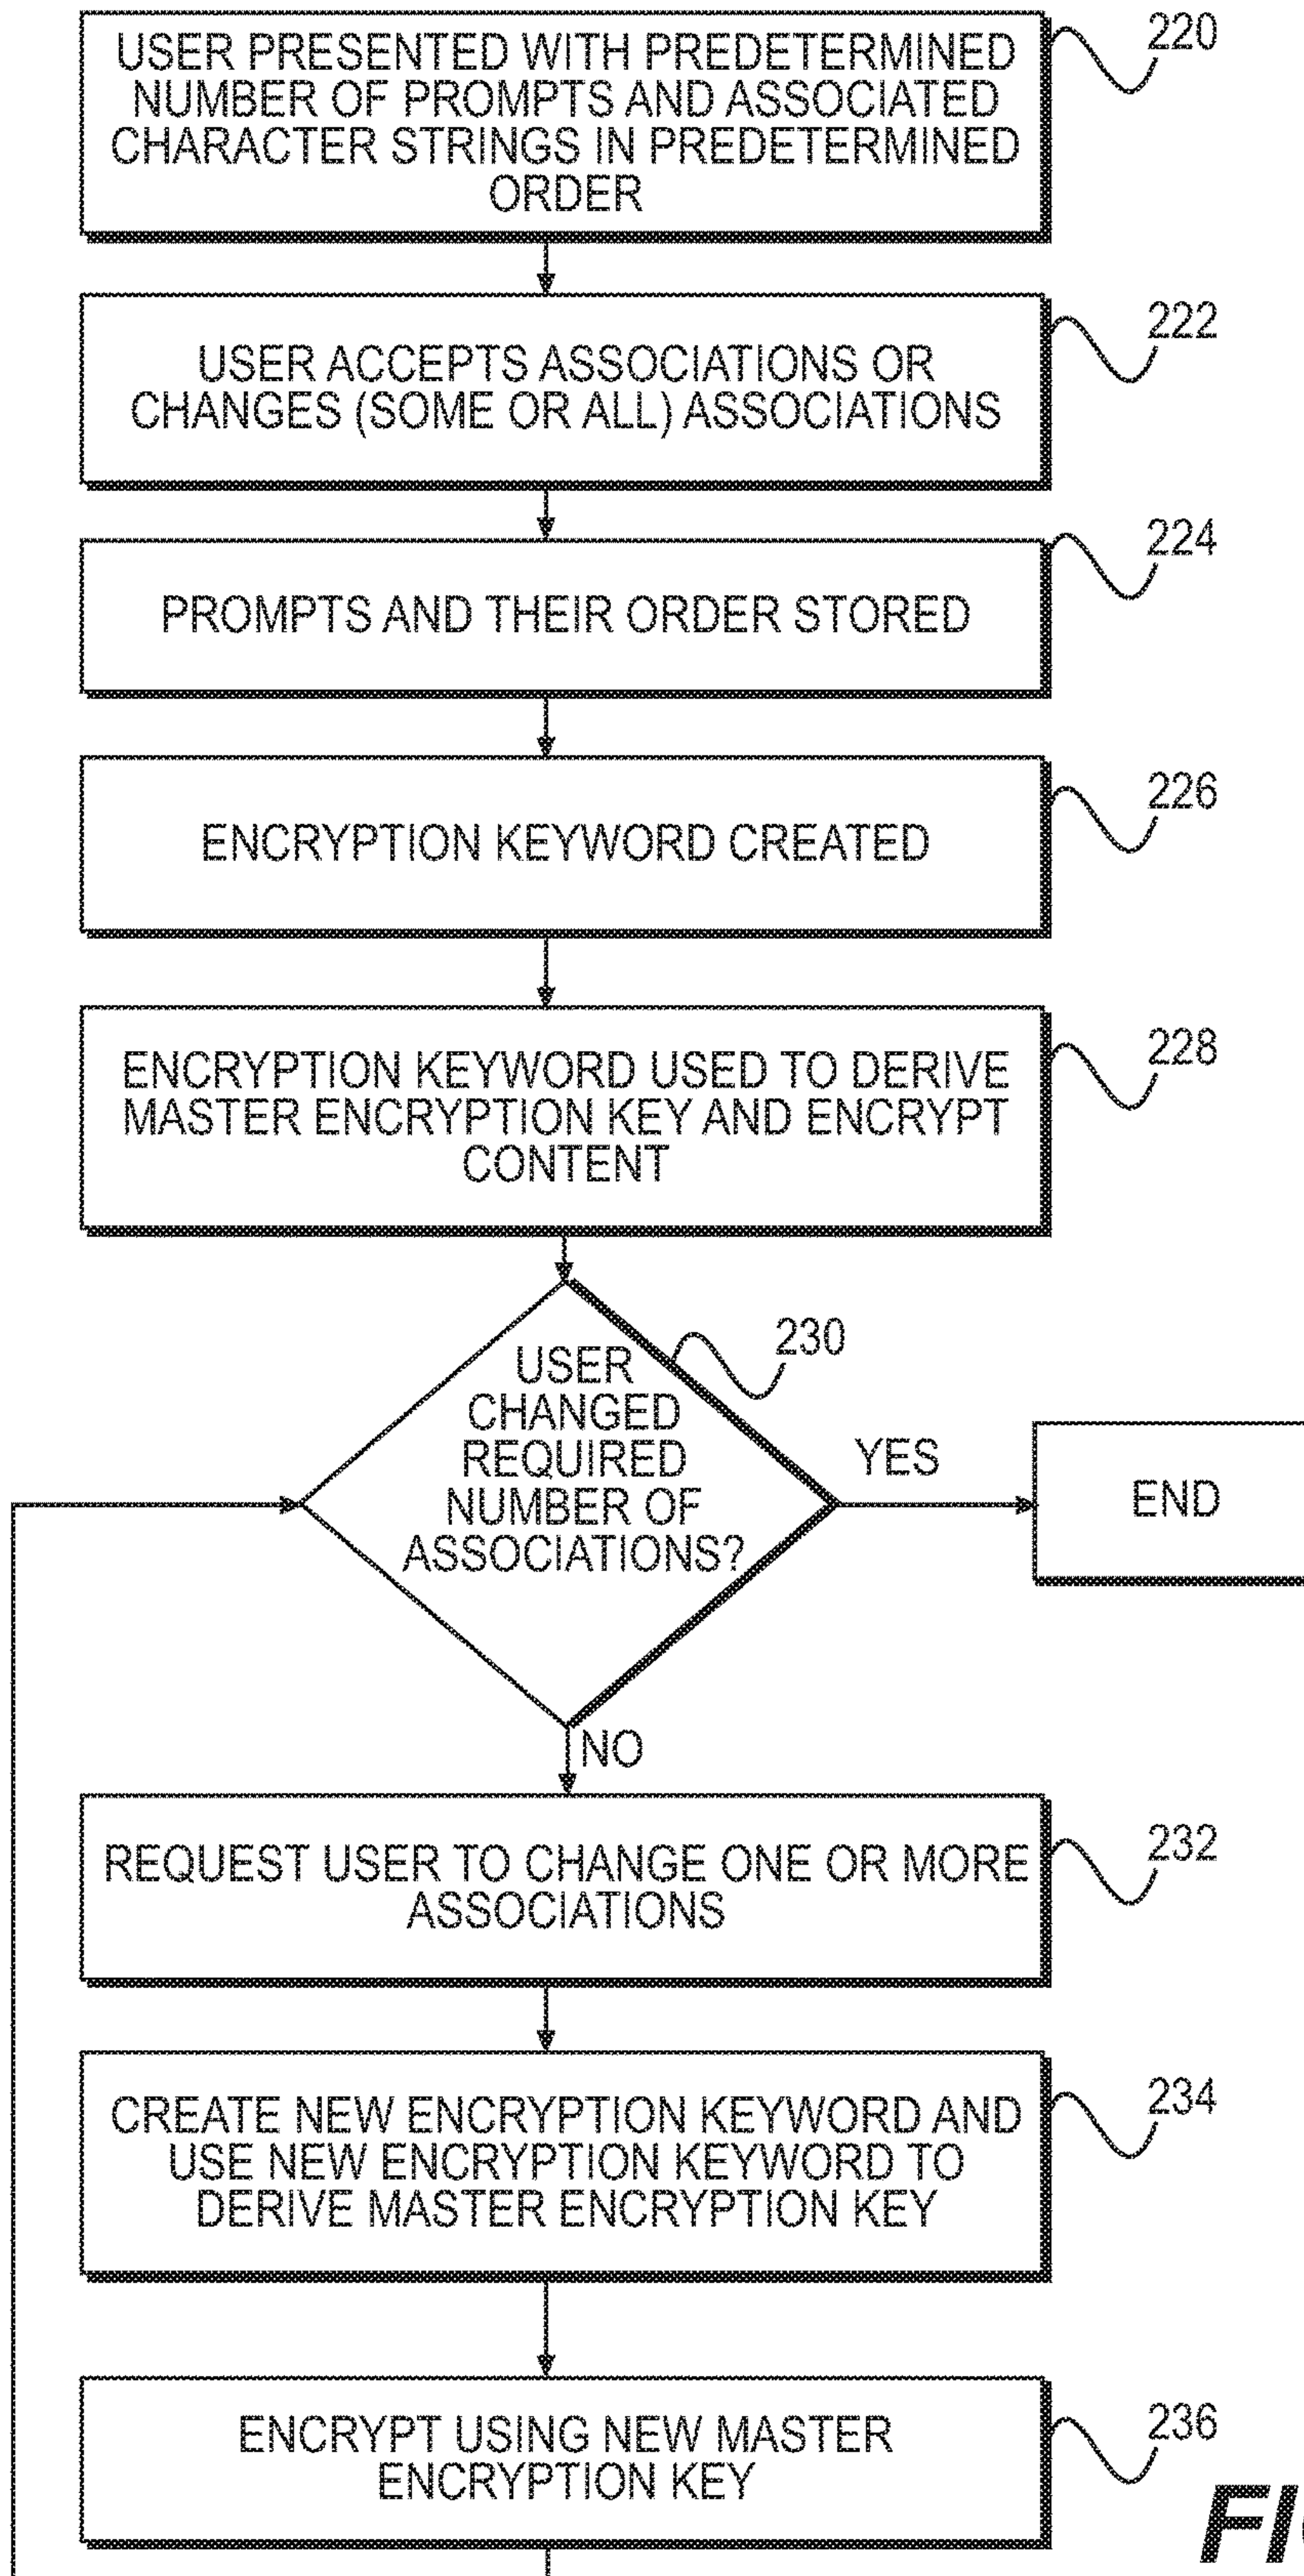 USER PRESENTED WITH PREDETERMINED
NUMBER OF PROMPTS AND ASSOCIATED
CHARACTER STRINGS IN PREDETERMINED
ORDER
220
USER ACCEPTS ASSOCIATIONS OR
CHANGES (SOME OR ALL) ASSOCIATIONS
222
PROMPTS AND THEIR ORDER STORED
224
ENCRYPTION KEYWORD CREATED
226
ENCRYPTION KEYWORD USED TO DERIVE
MASTER ENCRYPTION KEY AND ENCRYPT
CONTENT
228
USER
CHANGED
REQUIRED
NUMBER OF
ASSOCIATIONS?
230
YES
END
NO
REQUEST USER TO CHANGE ONE OR MORE
ASSOCIATIONS
232
CREATE NEW ENCRYPTION KEYWORD AND
USE NEW ENCRYPTION KEYWORD TO
DERIVE MASTER ENCRYPTION KEY
234
ENCRYPT USING NEW MASTER
ENCRYPTION KEY
236